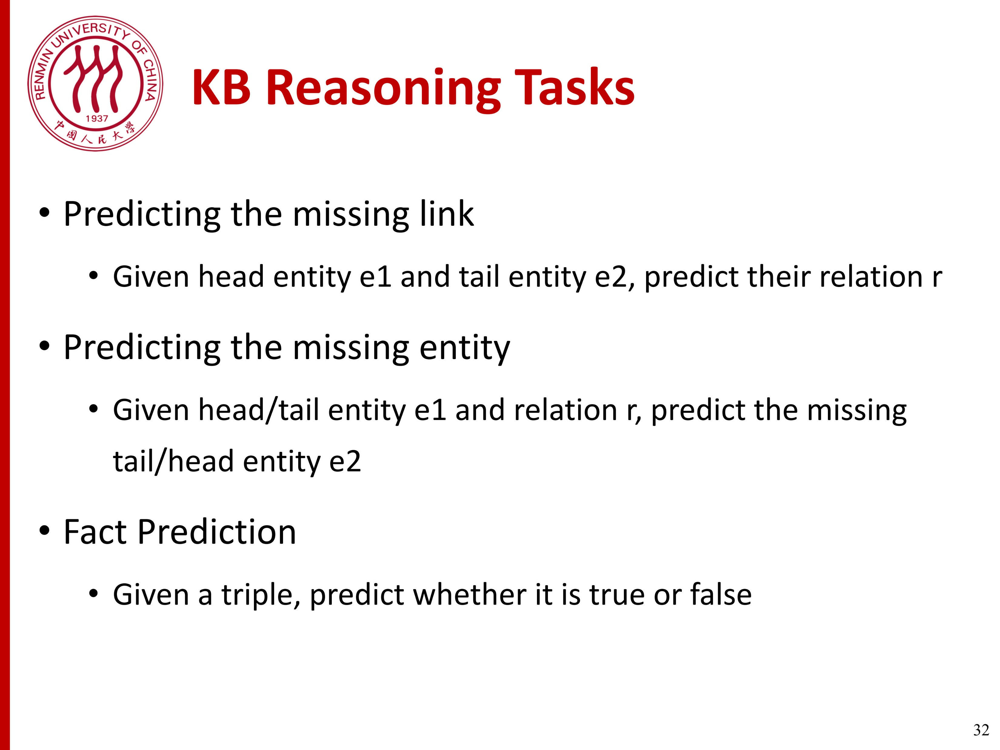 RENMIN UNIVERSITY OF CHINA
1937
中國人民大學
KB Reasoning Tasks
• Predicting the missing link
• Given head entity e1 and tail entity e2, predict their relation r
• Predicting the missing entity
• Given head/tail entity e1 and relation r, predict the missing
tail/head entity e2
• Fact Prediction
• Given a triple, predict whether it is true or false
32